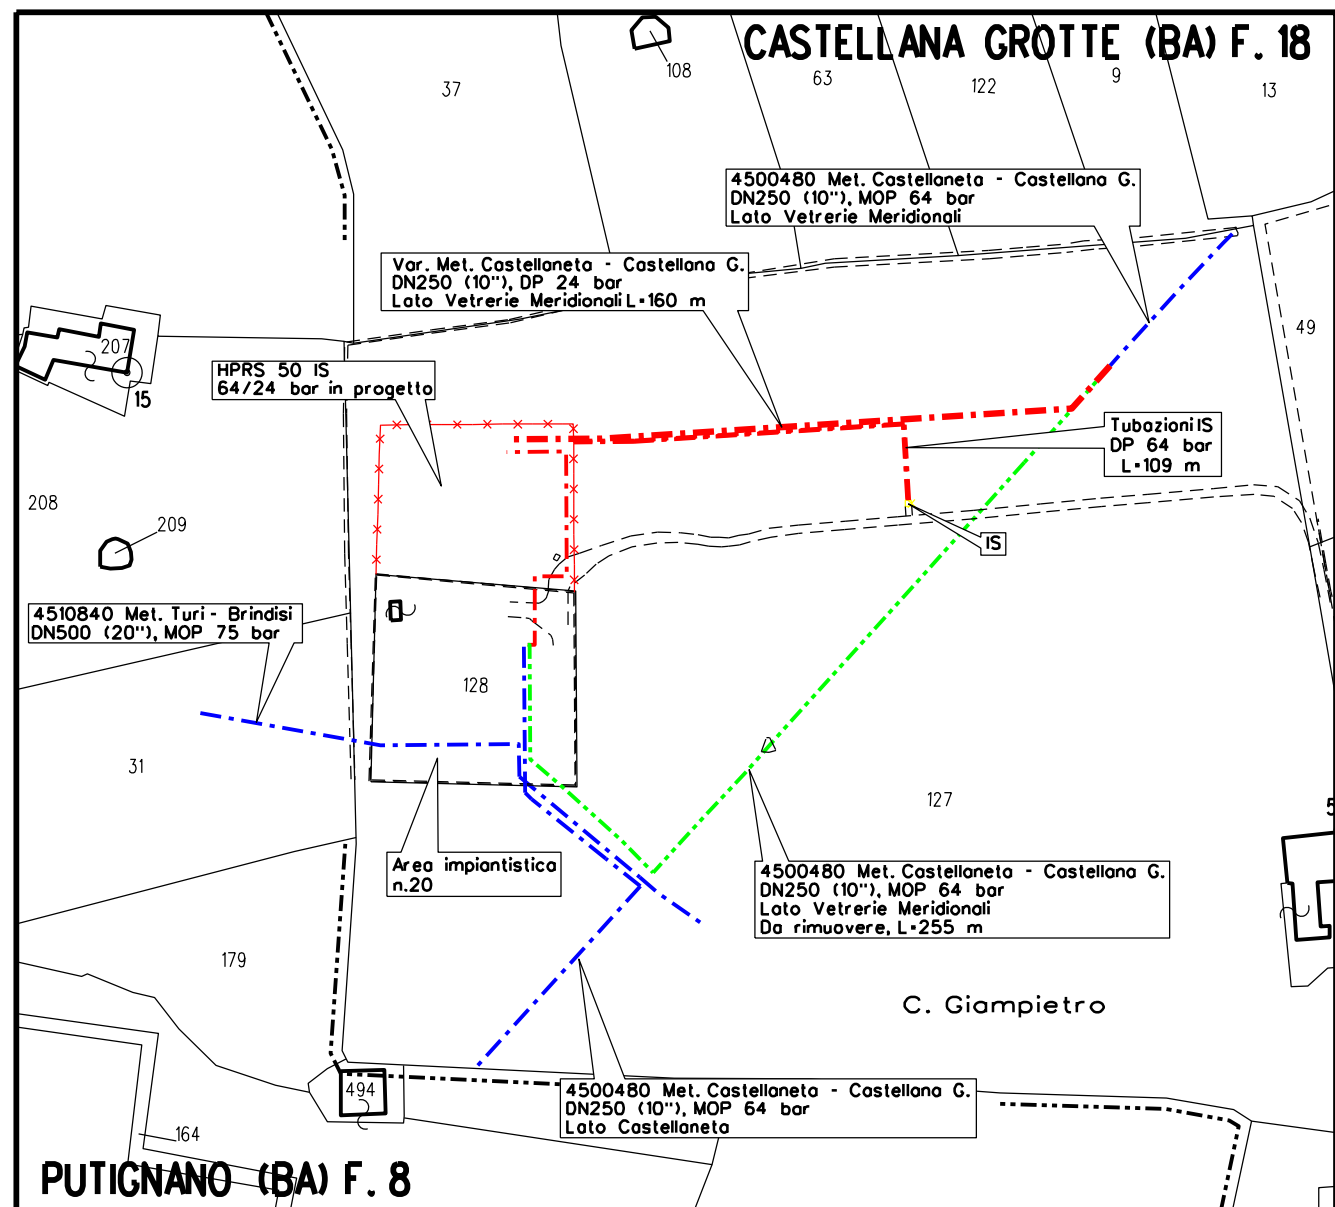 CASTELLANA GROTTE (BA) F. 18
108
37
63
122
9
13
4500480 Met. Castellaneta - Castellana G.
DN250 (10"), MOP 64 bar
Lato Vetrerie Meridionali
Var. Met. Castellaneta - Castellana G.
DN250 (10"), DP 24 bar
Lato Vetrerie Meridionali L=160 m
49
207
15
HPRS 50 IS
64/24 bar in progetto
Tubazioni IS
DP 64 bar
L=109 m
208
209
IS
4510840 Met. Turi - Brindisi
DN500 (20"), MOP 75 bar
128
31
127
5
Area impiantistica
n.20
4500480 Met. Castellaneta - Castellana G.
DN250 (10"), MOP 64 bar
Lato Vetrerie Meridionali
Da rimuovere, L=255 m
179
C. Giampietro
494
4500480 Met. Castellaneta - Castellana G.
DN250 (10"), MOP 64 bar
Lato Castellaneta
164
PUTIGNANO (BA) F. 8